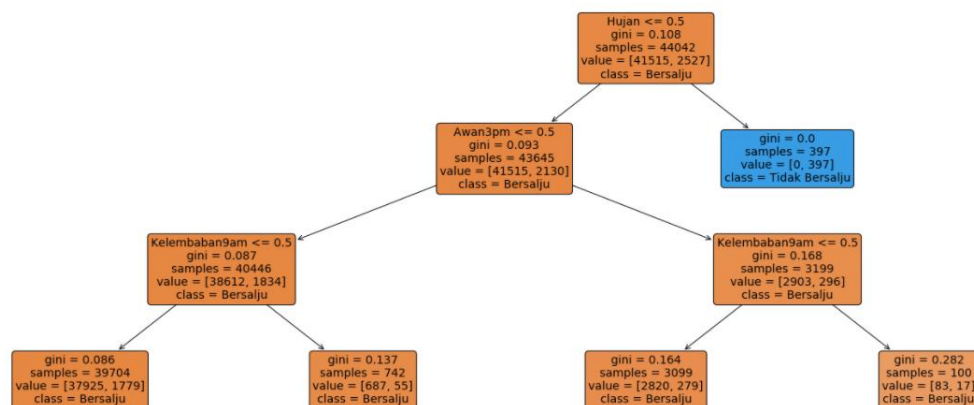 Hujan <= 0.5
gini = 0.108
samples = 44042
value = [41515, 2527]
class = Bersalju
Awan3pm <= 0.5
gini = 0.093
samples = 43645
value = [41515, 2130]
class = Bersalju
gini = 0.0
samples = 397
value = [0, 397]
class = Tidak Bersalju
Kelembaban9am <= 0.5
gini = 0.087
samples = 40446
value = [38612, 1834]
class = Bersalju
Kelembaban9am <= 0.5
gini = 0.168
samples = 3199
value = [2903, 296]
class = Bersalju
gini = 0.086
samples = 39704
value = [37925, 1779]
class = Bersalju
gini = 0.137
samples = 742
value = [687, 55]
class = Bersalju
gini = 0.164
samples = 3099
value = [2820, 279]
class = Bersalju
gini = 0.282
samples = 100
value = [83, 17]
class = Bersalju